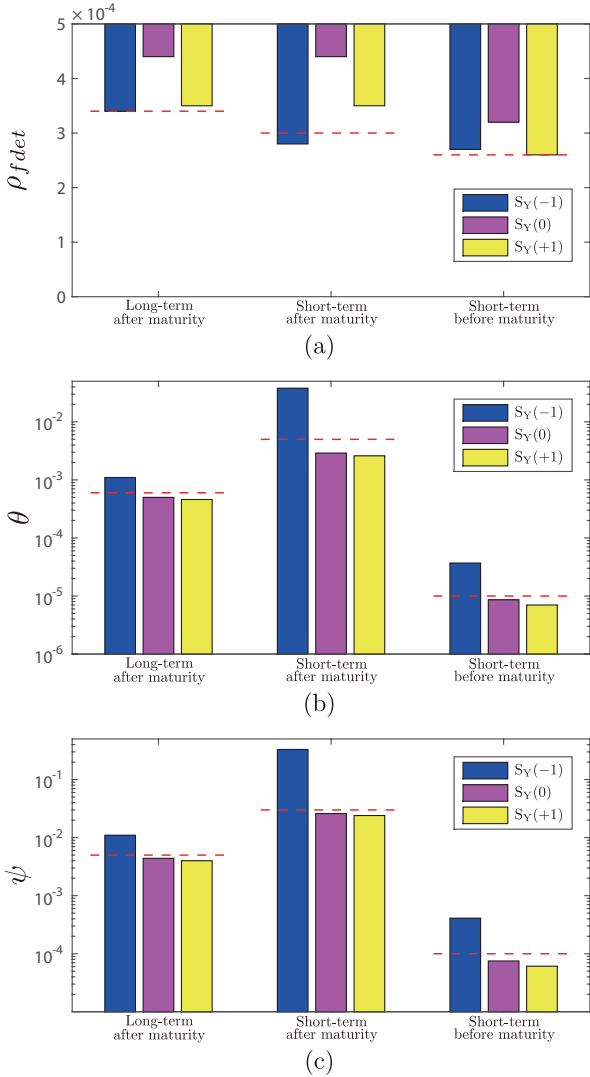 5 ×10⁻⁴
4
3
2
1
0
ρ_fdet
S_Y(−1)
S_Y(0)
S_Y(+1)
Long-term Short-term Short-term
after maturity after maturity before maturity
(a)
10⁻²
10⁻³
10⁻⁴
10⁻⁵
10⁻⁶
θ
S_Y(−1)
S_Y(0)
S_Y(+1)
Long-term Short-term Short-term
after maturity after maturity before maturity
(b)
10⁻¹
10⁻²
10⁻³
10⁻⁴
ψ
S_Y(−1)
S_Y(0)
S_Y(+1)
Long-term Short-term Short-term
after maturity after maturity before maturity
(c)